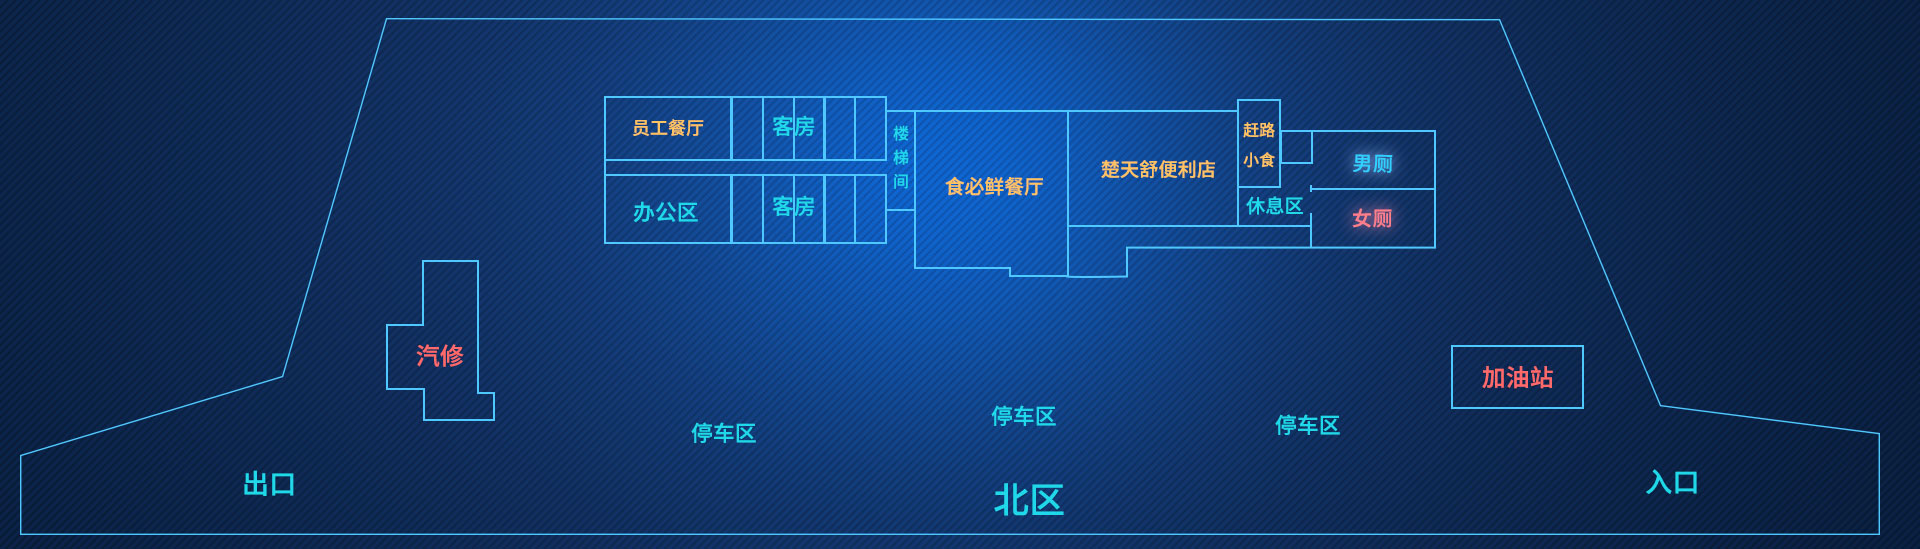 员工餐厅
客房
楼梯间
食必鲜餐厅
楚天舒便利店
赶路
小食
男厕
办公区
客房
休息区
女厕
汽修
加油站
停车区
停车区
停车区
出口
北区
入口